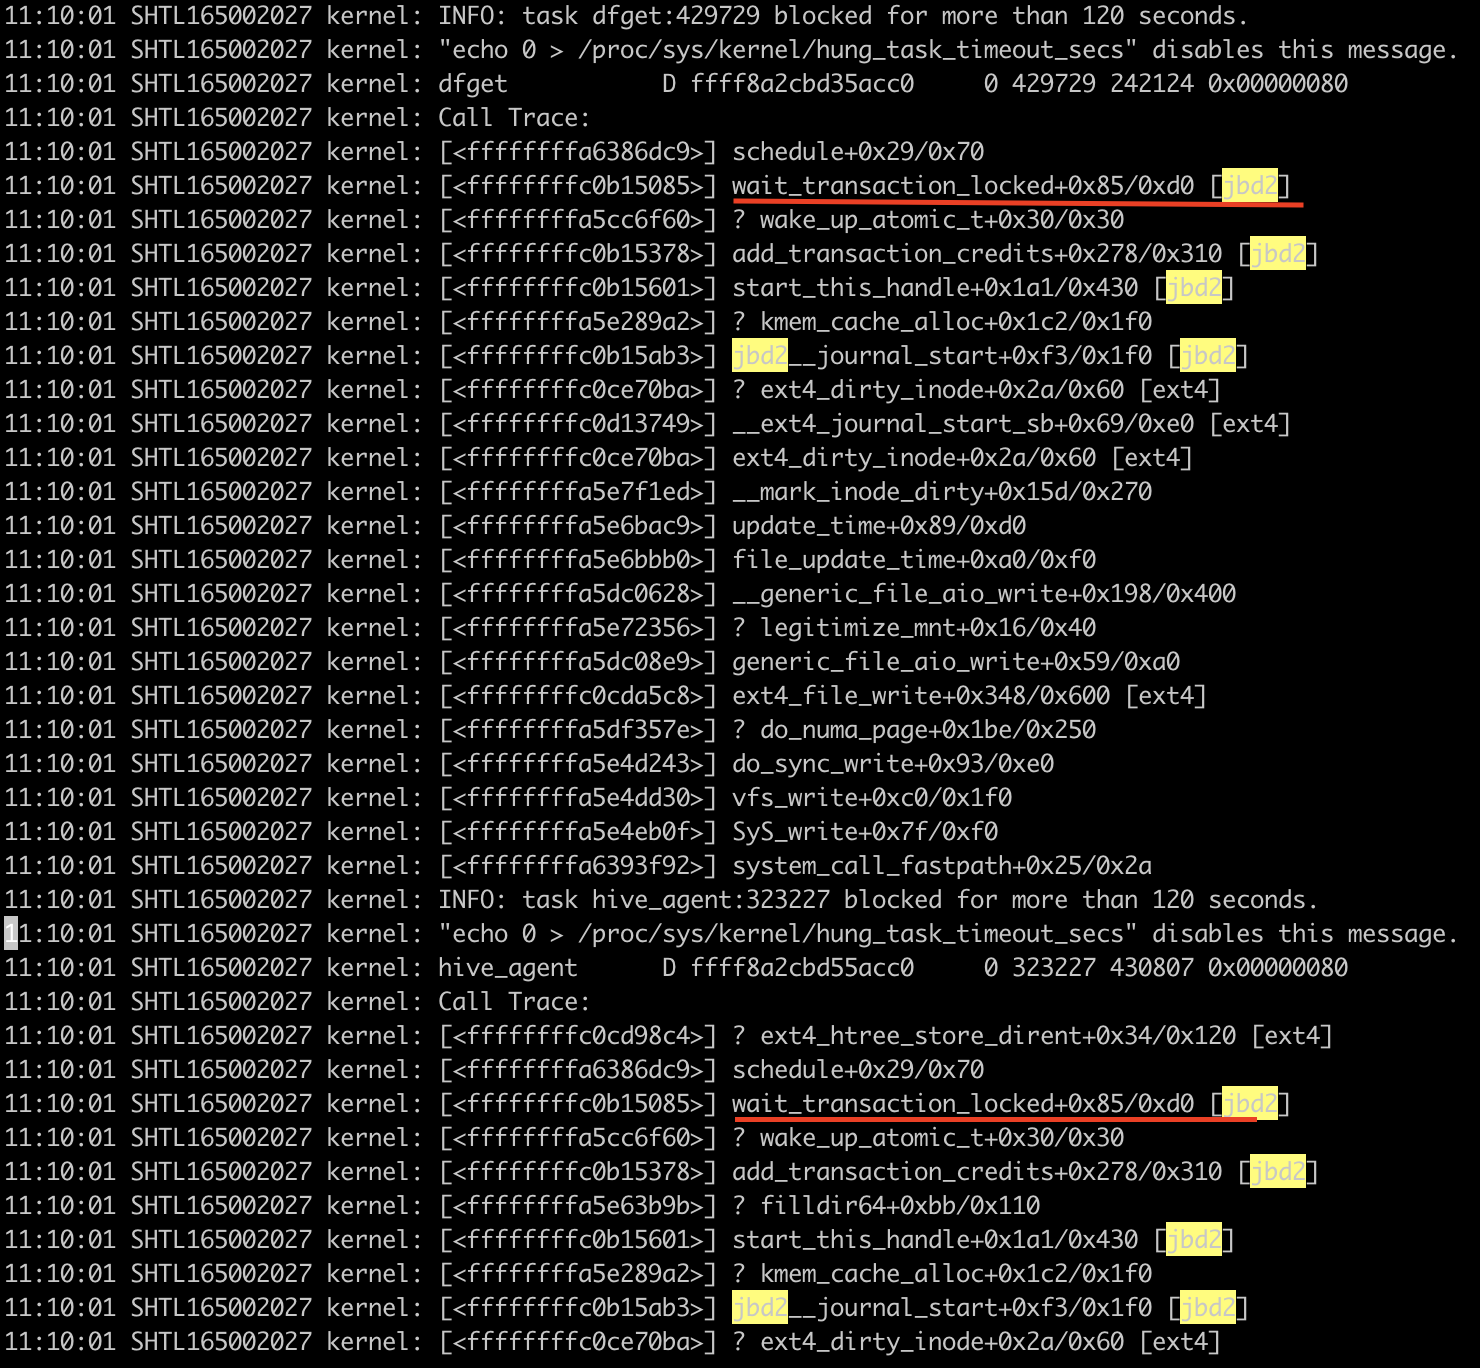 11:10:01 SHTL165002027 kernel: INFO: task dfget:429729 blocked for more than 120 seconds.
11:10:01 SHTL165002027 kernel: "echo 0 > /proc/sys/kernel/hung_task_timeout_secs" disables this message.
11:10:01 SHTL165002027 kernel: dfget           D ffff8a2cbd35acc0     0 429729 242124 0x00000080
11:10:01 SHTL165002027 kernel: Call Trace:
11:10:01 SHTL165002027 kernel: [<ffffffffa6386dc9>] schedule+0x29/0x70
11:10:01 SHTL165002027 kernel: [<ffffffffc0b15085>] wait_transaction_locked+0x85/0xd0 [jbd2]
11:10:01 SHTL165002027 kernel: [<ffffffffa5cc6f60>] ? wake_up_atomic_t+0x30/0x30
11:10:01 SHTL165002027 kernel: [<ffffffffc0b15378>] add_transaction_credits+0x278/0x310 [jbd2]
11:10:01 SHTL165002027 kernel: [<ffffffffc0b15601>] start_this_handle+0x1a1/0x430 [jbd2]
11:10:01 SHTL165002027 kernel: [<ffffffffa5e289a2>] ? kmem_cache_alloc+0x1c2/0x1f0
11:10:01 SHTL165002027 kernel: [<ffffffffc0b15ab3>] jbd2__journal_start+0xf3/0x1f0 [jbd2]
11:10:01 SHTL165002027 kernel: [<ffffffffc0ce70ba>] ? ext4_dirty_inode+0x2a/0x60 [ext4]
11:10:01 SHTL165002027 kernel: [<ffffffffc0d13749>] __ext4_journal_start_sb+0x69/0xe0 [ext4]
11:10:01 SHTL165002027 kernel: [<ffffffffc0ce70ba>] ext4_dirty_inode+0x2a/0x60 [ext4]
11:10:01 SHTL165002027 kernel: [<ffffffffa5e7f1ed>] __mark_inode_dirty+0x15d/0x270
11:10:01 SHTL165002027 kernel: [<ffffffffa5e6bac9>] update_time+0x89/0xd0
11:10:01 SHTL165002027 kernel: [<ffffffffa5e6bbb0>] file_update_time+0xa0/0xf0
11:10:01 SHTL165002027 kernel: [<ffffffffa5dc0628>] __generic_file_aio_write+0x198/0x400
11:10:01 SHTL165002027 kernel: [<ffffffffa5e72356>] ? legitimize_mnt+0x16/0x40
11:10:01 SHTL165002027 kernel: [<ffffffffa5dc08e9>] generic_file_aio_write+0x59/0xa0
11:10:01 SHTL165002027 kernel: [<ffffffffc0cda5c8>] ext4_file_write+0x348/0x600 [ext4]
11:10:01 SHTL165002027 kernel: [<ffffffffa5df357e>] ? do_numa_page+0x1be/0x250
11:10:01 SHTL165002027 kernel: [<ffffffffa5e4d243>] do_sync_write+0x93/0xe0
11:10:01 SHTL165002027 kernel: [<ffffffffa5e4dd30>] vfs_write+0xc0/0x1f0
11:10:01 SHTL165002027 kernel: [<ffffffffa5e4eb0f>] SyS_write+0x7f/0xf0
11:10:01 SHTL165002027 kernel: [<ffffffffa6393f92>] system_call_fastpath+0x25/0x2a
11:10:01 SHTL165002027 kernel: INFO: task hive_agent:323227 blocked for more than 120 seconds.
11:10:01 SHTL165002027 kernel: "echo 0 > /proc/sys/kernel/hung_task_timeout_secs" disables this message.
11:10:01 SHTL165002027 kernel: hive_agent      D ffff8a2cbd55acc0     0 323227 430807 0x00000080
11:10:01 SHTL165002027 kernel: Call Trace:
11:10:01 SHTL165002027 kernel: [<ffffffffc0cd98c4>] ? ext4_htree_store_dirent+0x34/0x120 [ext4]
11:10:01 SHTL165002027 kernel: [<ffffffffa6386dc9>] schedule+0x29/0x70
11:10:01 SHTL165002027 kernel: [<ffffffffc0b15085>] wait_transaction_locked+0x85/0xd0 [jbd2]
11:10:01 SHTL165002027 kernel: [<ffffffffa5cc6f60>] ? wake_up_atomic_t+0x30/0x30
11:10:01 SHTL165002027 kernel: [<ffffffffc0b15378>] add_transaction_credits+0x278/0x310 [jbd2]
11:10:01 SHTL165002027 kernel: [<ffffffffa5e63b9b>] ? filldir64+0xbb/0x110
11:10:01 SHTL165002027 kernel: [<ffffffffc0b15601>] start_this_handle+0x1a1/0x430 [jbd2]
11:10:01 SHTL165002027 kernel: [<ffffffffa5e289a2>] ? kmem_cache_alloc+0x1c2/0x1f0
11:10:01 SHTL165002027 kernel: [<ffffffffc0b15ab3>] jbd2__journal_start+0xf3/0x1f0 [jbd2]
11:10:01 SHTL165002027 kernel: [<ffffffffc0ce70ba>] ? ext4_dirty_inode+0x2a/0x60 [ext4]